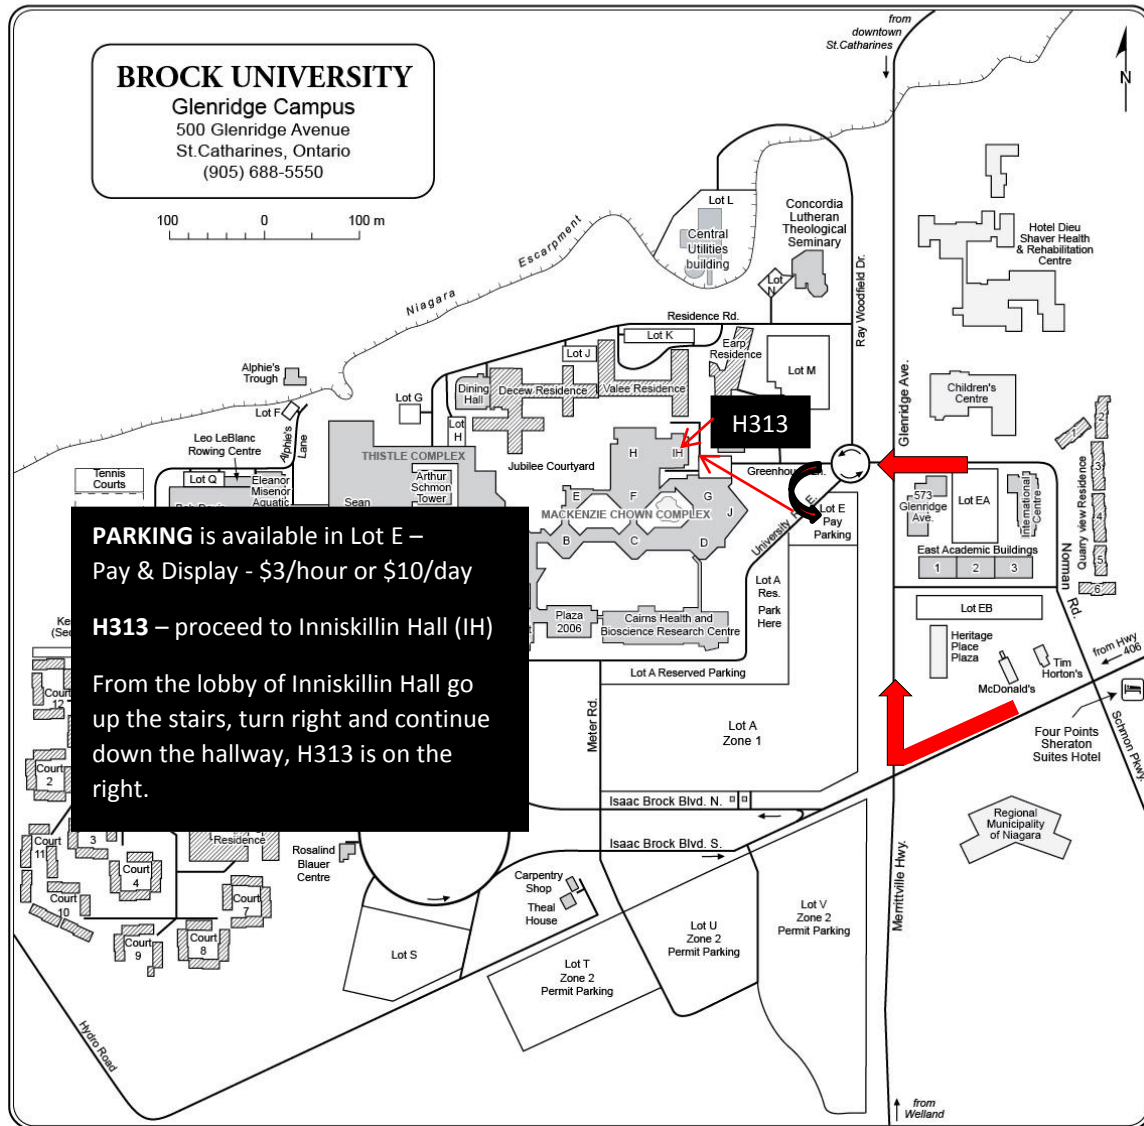 from
downtown
St.Catharines
BROCK UNIVERSITY
Glenridge Campus
500 Glenridge Avenue
St.Catharines, Ontario
(905) 688-5550
N
100 0 100 m
Escarpment
Niagara
Lot L
Central
Utilities
building
Concordia
Lutheran
Theological
Seminary
Lot
N
Ray Woodfield Dr.
Hotel Dieu
Shaver Health
& Rehabilitation
Centre
Residence Rd.
Lot K
Earp
Residence
Lot J
Lot M
Alphie's
Trough
Dining
Hall
Decew Residence
Valee Residence
Glenridge Ave.
Children's
Centre
Lot F
Alphie's
Lane
Lot G
Lot
H
H313
Leo LeBlanc
Rowing Centre
THISTLE COMPLEX
H
IH
Jubilee Courtyard
Tennis
Courts
Lot Q
Eleanor
Misener
Aquatic
Arthur
Schmon
Tower
Sean
E
F
G
J
MACKENZIE CHOWN COMPLEX
B
C
D
University
Lot E
Pay
Parking
573
Glenridge
Ave.
Lot EA
International
Centre
Quarry view Residence
1
2
3
4
5
6
East Academic Buildings
1 2 3
Norman
Rd.
PARKING is available in Lot E –
Pay & Display - $3/hour or $10/day
H313 – proceed to Inniskillin Hall (IH)
From the lobby of Inniskillin Hall go
up the stairs, turn right and continue
down the hallway, H313 is on the
right.
Lot A
Res.
Park
Here
Plaza
2006
Cairns Health and
Bioscience Research Centre
Lot EB
Heritage
Place
Plaza
McDonald's
Tim
Horton's
from Hwy
406
Lot A Reserved Parking
Meter Rd.
Lot A
Zone 1
Four Points
Sheraton
Suites Hotel
Schmon Pkwy.
Court
12
Court
2
Isaac Brock Blvd. N.
Isaac Brock Blvd. S.
Regional
Municipality
of Niagara
Court
11
3
Residence
Court
4
Court
10
Court
7
Court
9
Court
8
Rosalind
Blauer
Centre
Carpentry
Shop
Theal
House
Merrittville Hwy.
Lot S
Lot T
Zone 2
Permit Parking
Lot U
Zone 2
Permit Parking
Lot V
Zone 2
Permit Parking
Hydro Road
from
Welland